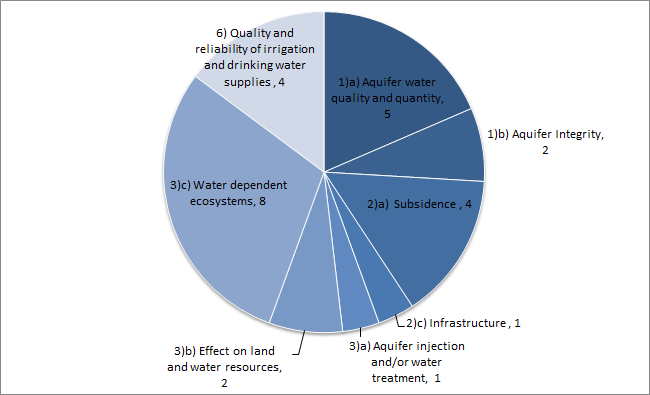 6) Quality and
reliability of irrigation
and drinking water
supplies , 4
1)a) Aquifer water
quality and quantity,
5
1)b) Aquifer Integrity,
2
2)a)  Subsidence , 4
2)c) Infrastructure , 1
3)a) Aquifer injection
and/or water
treatment,  1
3)b) Effect on land
and water resources,
2
3)c) Water dependent
ecosystems, 8